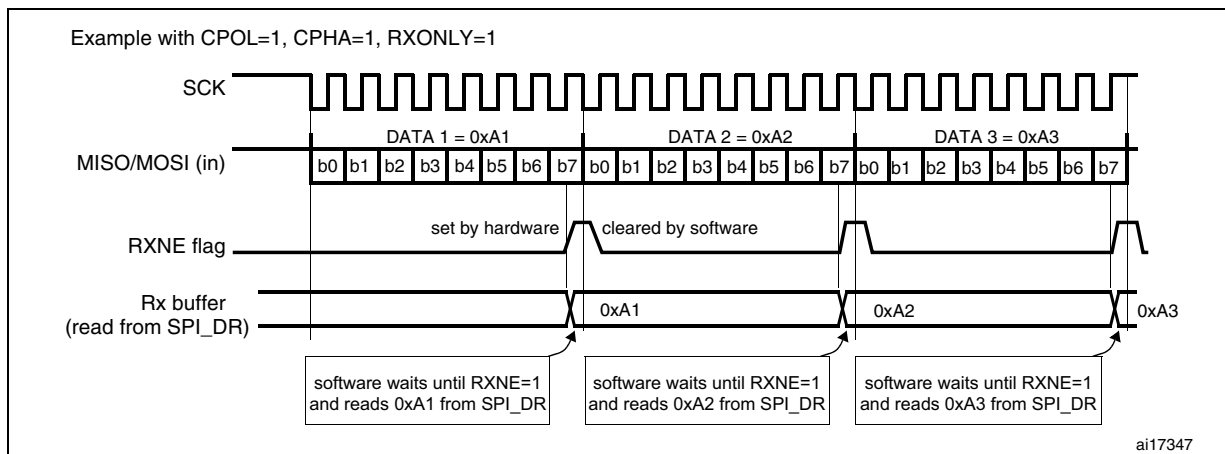 Example with CPOL=1, CPHA=1, RXONLY=1
SCK
DATA 1 = 0xA1
DATA 2 = 0xA2
DATA 3 = 0xA3
MISO/MOSI (in)
b0 b1 b2 b3 b4 b5 b6 b7 b0 b1 b2 b3 b4 b5 b6 b7 b0 b1 b2 b3 b4 b5 b6 b7
set by hardware
cleared by software
RXNE flag
Rx buffer
(read from SPI_DR)
0xA1
0xA2
0xA3
software waits until RXNE=1
and reads 0xA1 from SPI_DR
software waits until RXNE=1
and reads 0xA2 from SPI_DR
software waits until RXNE=1
and reads 0xA3 from SPI_DR
ai17347